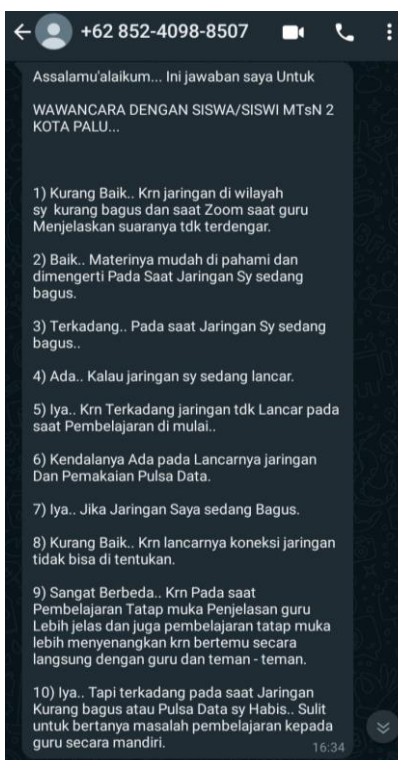 +62 852-4098-8507
Assalamu'alaikum... Ini jawaban saya Untuk
WAWANCARA DENGAN SISWA/SISWI MTsN 2
KOTA PALU...
1) Kurang Baik.. Krn jaringan di wilayah
sy kurang bagus dan saat Zoom saat guru
Menjelaskan suaranya tdk terdengar.
2) Baik.. Materinya mudah di pahami dan
dimengerti Pada Saat Jaringan Sy sedang
bagus.
3) Terkadang.. Pada saat Jaringan Sy sedang
bagus..
4) Ada.. Kalau jaringan sy sedang lancar.
5) Iya.. Krn Terkadang jaringan tdk Lancar pada
saat Pembelajaran di mulai..
6) Kendalanya Ada pada Lancarnya jaringan
Dan Pemakaian Pulsa Data.
7) Iya.. Jika Jaringan Saya sedang Bagus.
8) Kurang Baik.. Krn lancarnya koneksi jaringan
tidak bisa di tentukan.
9) Sangat Berbeda.. Krn Pada saat
Pembelajaran Tatap muka Penjelasan guru
Lebih jelas dan juga pembelajaran tatap muka
lebih menyenangkan krn bertemu secara
langsung dengan guru dan teman - teman.
10) Iya.. Tapi terkadang pada saat Jaringan
Kurang bagus atau Pulsa Data sy Habis.. Sulit
untuk bertanya masalah pembelajaran kepada
guru secara mandiri.
16:34